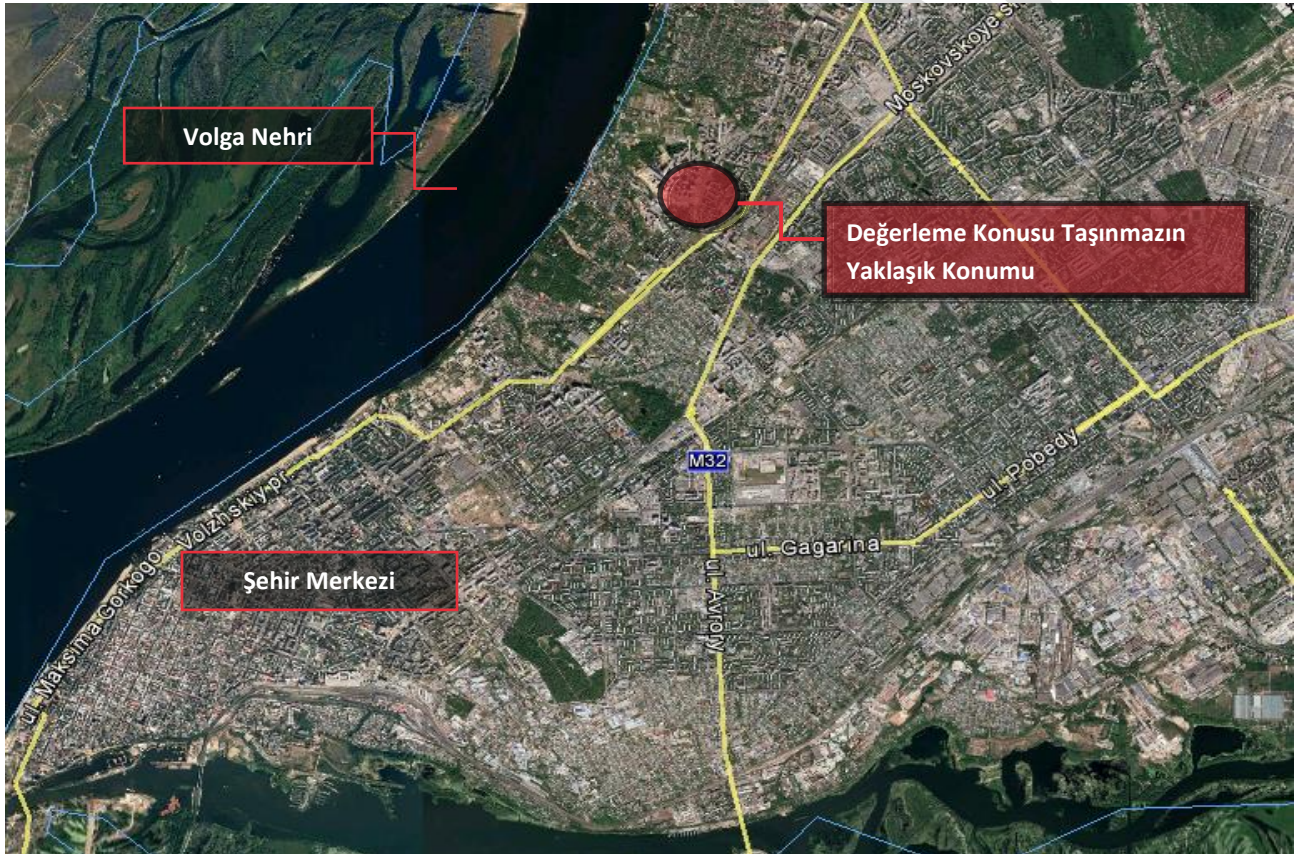 Moskovskoye s
Volga Nehri
Değerleme Konusu Taşınmazın
Yaklaşık Konumu
M32
ul. Pobedy
Volzhskiy pr.
ul. Gagarina
Şehir Merkezi
ul. Avrory
ul. Maksima Gorkogo